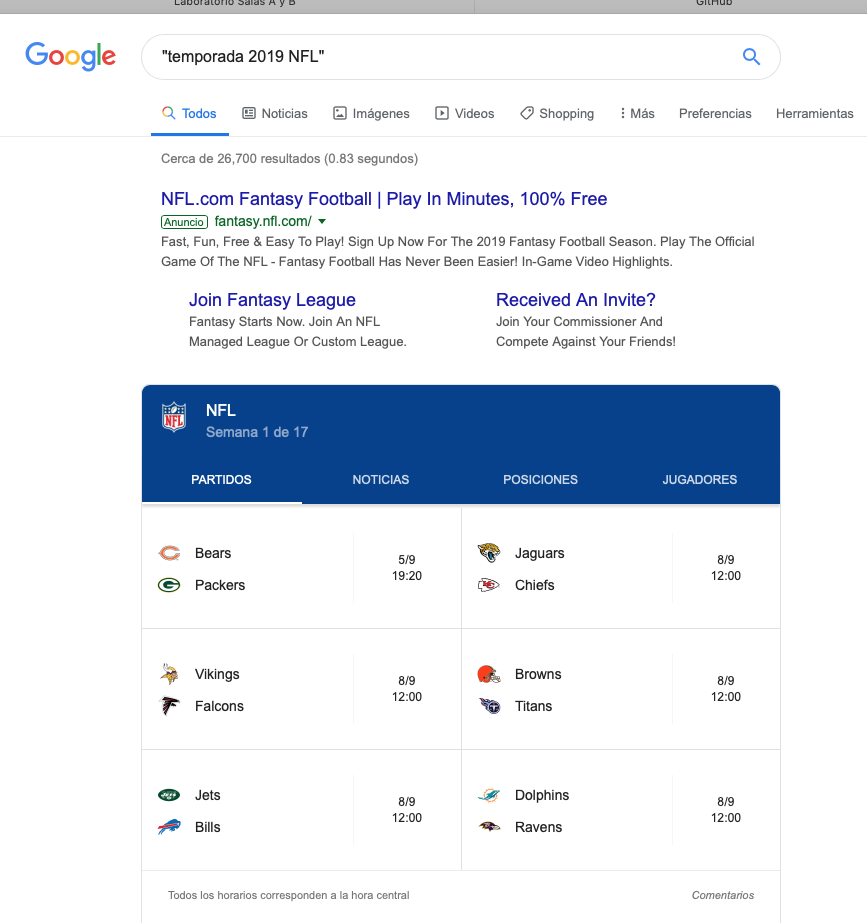 Laboratorio Salas A y B
GitHub
Google
"temporada 2019 NFL"
Todos
Noticias
Imágenes
Videos
Shopping
Más
Preferencias
Herramientas
Cerca de 26,700 resultados (0.83 segundos)
NFL.com Fantasy Football | Play In Minutes, 100% Free
Anuncio fantasy.nfl.com/
Fast, Fun, Free & Easy To Play! Sign Up Now For The 2019 Fantasy Football Season. Play The Official
Game Of The NFL - Fantasy Football Has Never Been Easier! In-Game Video Highlights.
Join Fantasy League
Fantasy Starts Now. Join An NFL
Managed League Or Custom League.
Received An Invite?
Join Your Commissioner And
Compete Against Your Friends!
NFL
NFL
Semana 1 de 17
PARTIDOS
NOTICIAS
POSICIONES
JUGADORES
Bears
Packers
5/9
19:20
Jaguars
Chiefs
8/9
12:00
Vikings
Falcons
8/9
12:00
Browns
Titans
8/9
12:00
Jets
Bills
8/9
12:00
Dolphins
Ravens
8/9
12:00
Todos los horarios corresponden a la hora central
Comentarios